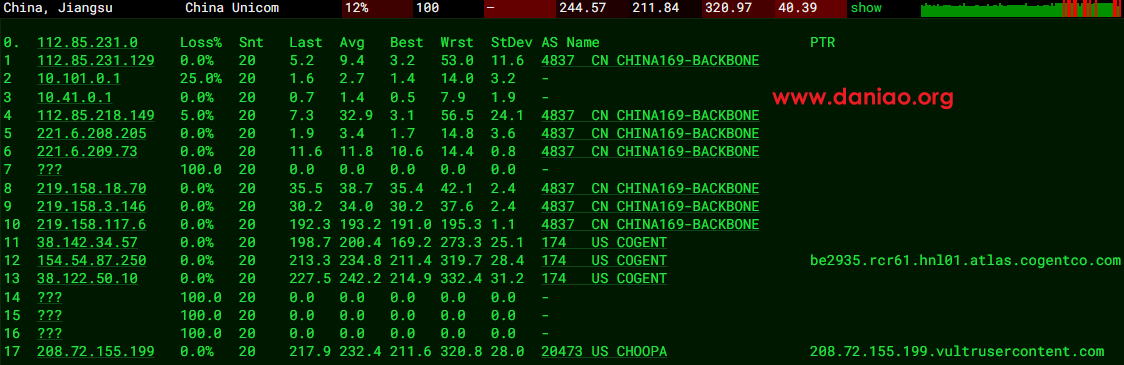 China, Jiangsu China Unicom 12% 100 – 244.57 211.84 320.97 40.39 show
0. 112.85.231.0 Loss% Snt Last Avg Best Wrst StDev AS Name PTR
1 112.85.231.129 0.0% 20 5.2 9.4 3.2 53.0 11.6 4837 CN CHINA169-BACKBONE
2 10.101.0.1 25.0% 20 1.6 2.7 1.4 14.0 3.2 -
3 10.41.0.1 0.0% 20 0.7 1.4 0.5 7.9 1.9 -
www.daniao.org
4 112.85.218.149 5.0% 20 7.3 32.9 3.1 56.5 24.1 4837 CN CHINA169-BACKBONE
5 221.6.208.205 0.0% 20 1.9 3.4 1.7 14.8 3.6 4837 CN CHINA169-BACKBONE
6 221.6.209.73 0.0% 20 11.6 11.8 10.6 14.4 0.8 4837 CN CHINA169-BACKBONE
7 ??? 100.0 20 0.0 0.0 0.0 0.0 0.0 -
8 219.158.18.70 0.0% 20 35.5 38.7 35.4 42.1 2.4 4837 CN CHINA169-BACKBONE
9 219.158.3.146 0.0% 20 30.2 34.0 30.2 37.6 2.4 4837 CN CHINA169-BACKBONE
10 219.158.117.6 0.0% 20 192.3 193.2 191.0 195.3 1.1 4837 CN CHINA169-BACKBONE
11 38.142.34.57 0.0% 20 198.7 200.4 169.2 273.3 25.1 174 US COGENT
12 154.54.87.250 0.0% 20 213.3 234.8 211.4 319.7 28.4 174 US COGENT be2935.rcr61.hnl01.atlas.cogentco.com
13 38.122.50.10 0.0% 20 227.5 242.2 214.9 332.4 31.2 174 US COGENT
14 ??? 100.0 20 0.0 0.0 0.0 0.0 0.0 -
15 ??? 100.0 20 0.0 0.0 0.0 0.0 0.0 -
16 ??? 100.0 20 0.0 0.0 0.0 0.0 0.0 -
17 208.72.155.199 0.0% 20 217.9 232.4 211.6 320.8 28.0 20473 US CHOOPA 208.72.155.199.vultrusercontent.com